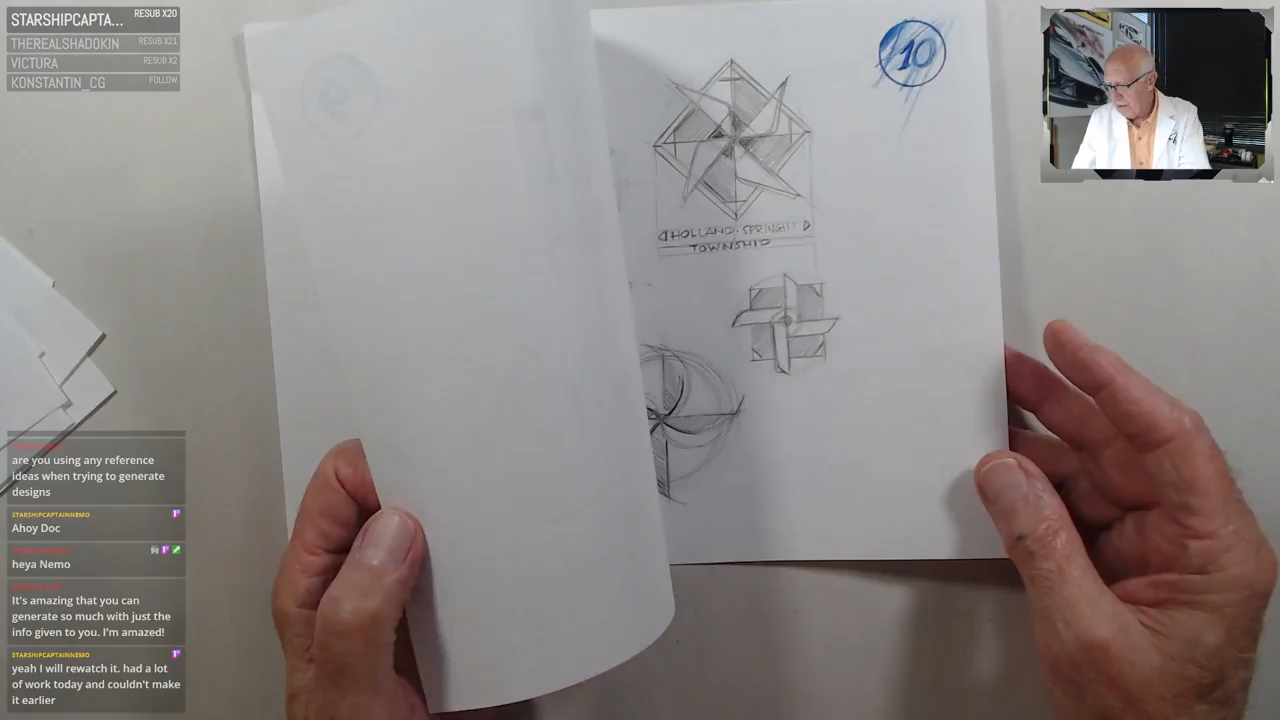 STARSHIPCAPTA...
RESUB X20
THEREALSHADOKIN
RESUB X21
VICTURA
RESUB X2
KONSTANTIN_CG
FOLLOW
10
HOLLAND · SPRING
TOWNSHIP
are you using any reference
ideas when trying to generate
designs
STARSHIPCAPTAINNEMO
Ahoy Doc
heya Nemo
It's amazing that you can
generate so much with just the
info given to you. I'm amazed!
STARSHIPCAPTAINNEMO
yeah I will rewatch it. had a lot
of work today and couldn't make
it earlier